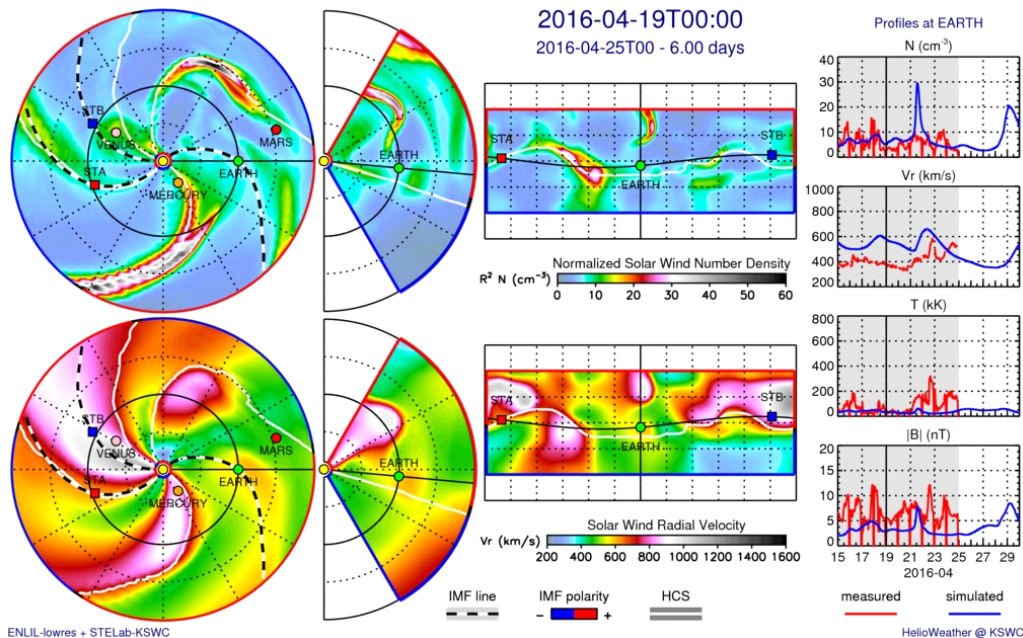 2016-04-19T00:00
2016-04-25T00 - 6.00 days
Profiles at EARTH
N (cm-3)
40
30
20
10
0
STB
VENUS
STA
MERCURY
EARTH
MARS
EARTH
STA
STB
EARTH
Normalized Solar Wind Number Density
R² N (cm-3)
0 10 20 30 40 50 60
Vr (km/s)
1000
800
600
400
200
T (kK)
800
600
400
200
0
STB
VENUS
STA
MERCURY
EARTH
MARS
EARTH
STA
STB
EARTH
Solar Wind Radial Velocity
Vr (km/s)
200 400 600 800 1000 1200 1400 1600
|B| (nT)
20
15
10
5
0
15 17 19 21 23 25 27 29
2016-04
measured simulated
IMF line
IMF polarity
- +
HCS
ENLIL-lowres + STELab-KSWC
HelioWeather @ KSWC